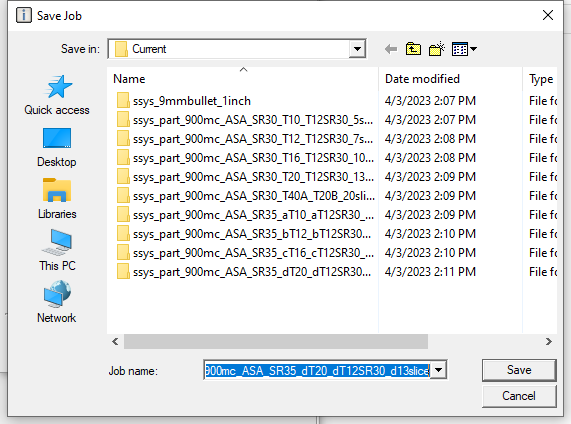 Save Job
Save in: Current
Name Date modified Type
Quick access
Desktop
Libraries
This PC
Network
ssys_9mmbullet_1inch 4/3/2023 2:07 PM File fo
ssys_part_900mc_ASA_SR30_T10_T12SR30_5s... 4/3/2023 2:07 PM File fo
ssys_part_900mc_ASA_SR30_T12_T12SR30_7s... 4/3/2023 2:08 PM File fo
ssys_part_900mc_ASA_SR30_T16_T12SR30_10... 4/3/2023 2:08 PM File fo
ssys_part_900mc_ASA_SR30_T20_T12SR30_13... 4/3/2023 2:09 PM File fo
ssys_part_900mc_ASA_SR30_T40A_T20B_20sli... 4/3/2023 2:09 PM File fo
ssys_part_900mc_ASA_SR35_aT10_aT12SR30_... 4/3/2023 2:09 PM File fo
ssys_part_900mc_ASA_SR35_bT12_bT12SR30... 4/3/2023 2:10 PM File fo
ssys_part_900mc_ASA_SR35_cT16_cT12SR30_... 4/3/2023 2:10 PM File fo
ssys_part_900mc_ASA_SR35_dT20_dT12SR30... 4/3/2023 2:11 PM File fo
Job name: 900mc_ASA_SR35_dT20_dT12SR30_d13slice
Save
Cancel